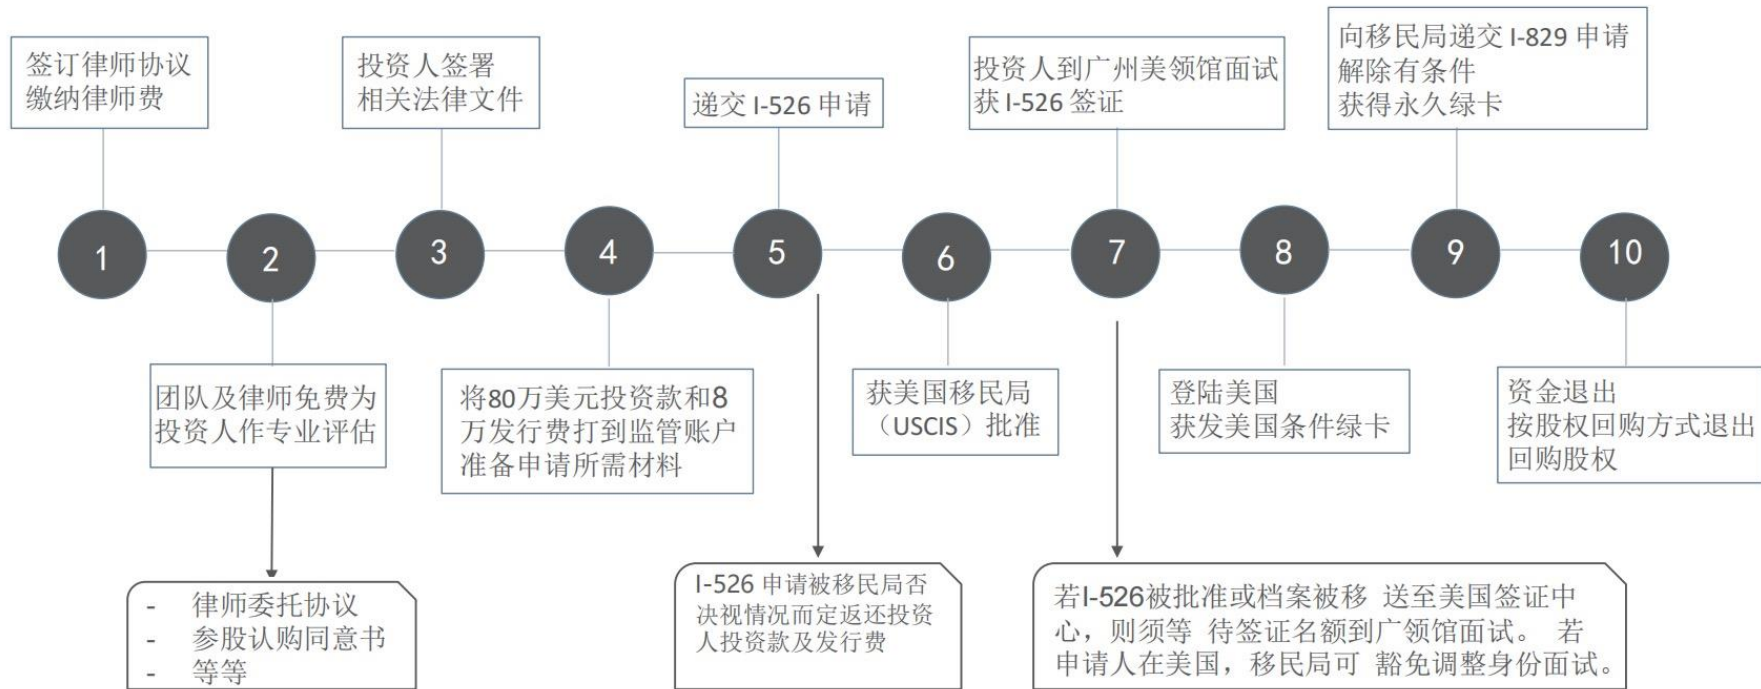 签订律师协议
缴纳律师费
投资人签署
相关法律文件
递交 I-526 申请
投资人到广州美领馆面试
获 I-526 签证
向移民局递交 I-829 申请
解除有条件
获得永久绿卡
1
2
3
4
5
6
7
8
9
10
团队及律师免费为
投资人作专业评估
将80万美元投资款和8
万发行费打到监管账户
准备申请所需材料
获美国移民局
（USCIS）批准
登陆美国
获发美国条件绿卡
资金退出
按股权回购方式退出
回购股权
- 律师委托协议
- 参股认购同意书
- 等等
I-526 申请被移民局否
决视情况而定返还投资
人投资款及发行费
若I-526被批准或档案被移 送至美国签证中
心，则须等 待签证名额到广领馆面试。 若
申请人在美国，移民局可 豁免调整身份面试。